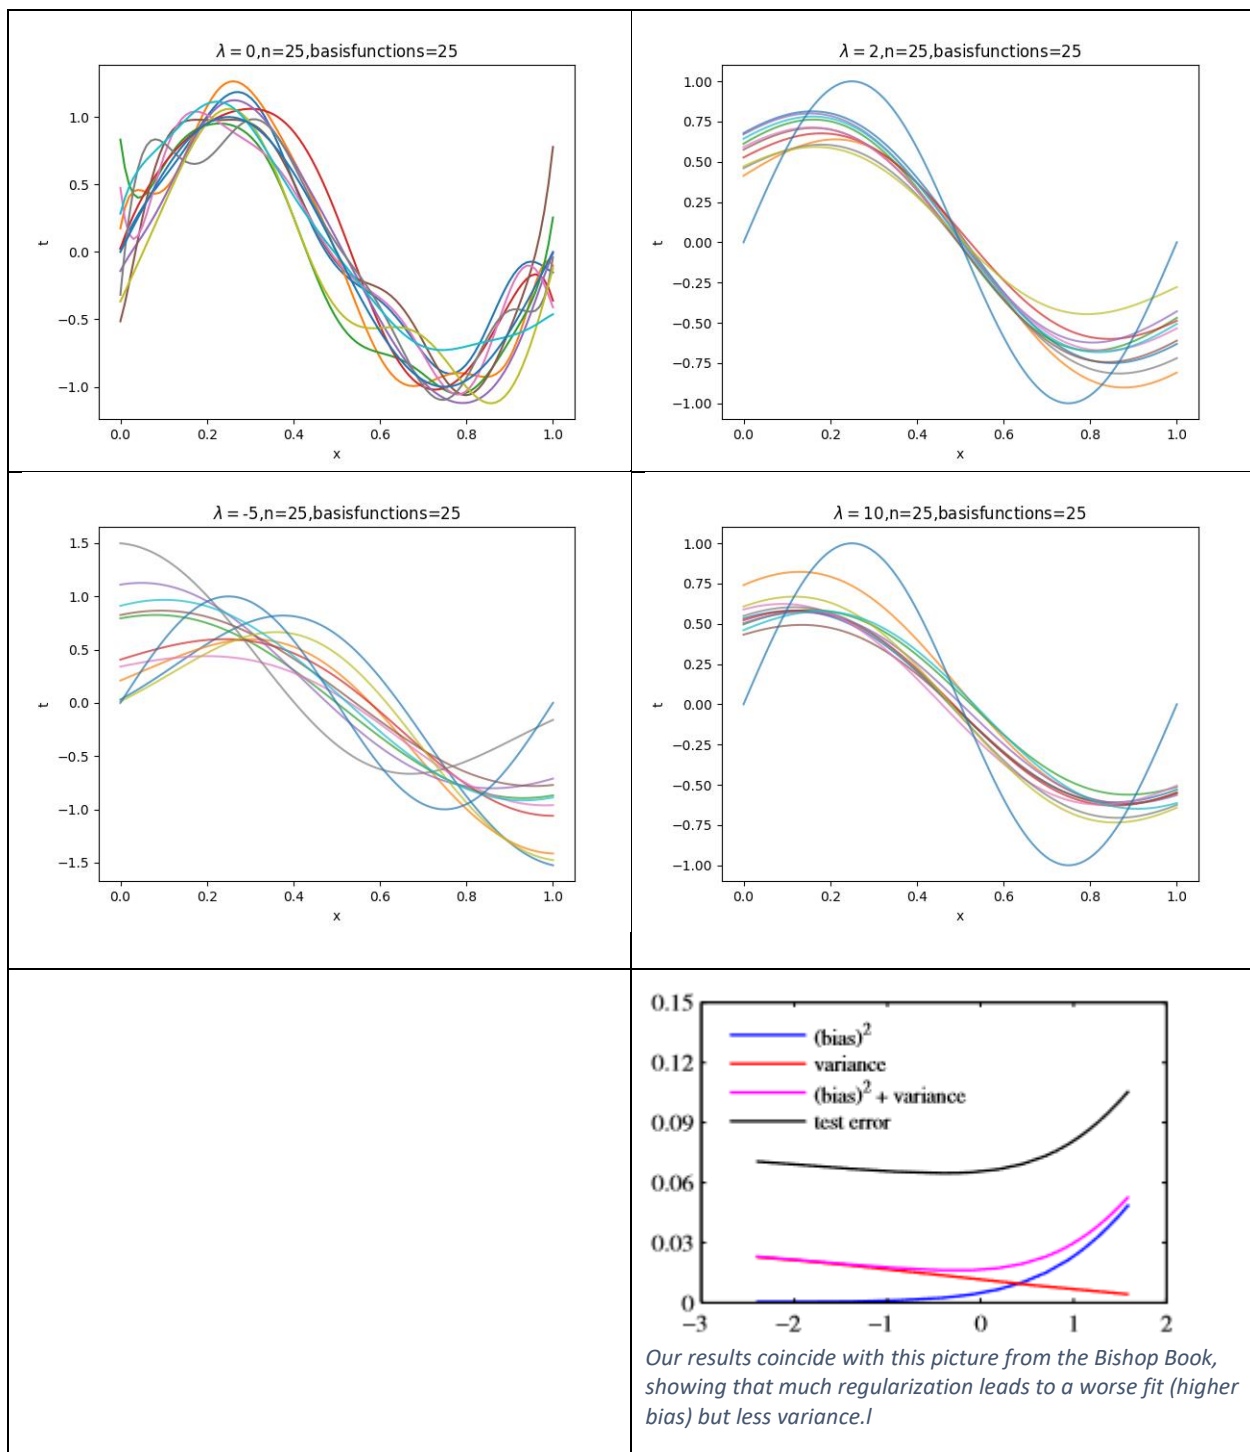 λ = 0,n=25,basisfunctions=25
1.0
0.5
0.0
−0.5
−1.0
t
0.0 0.2 0.4 0.6 0.8 1.0
x
λ = 2,n=25,basisfunctions=25
1.00
0.75
0.50
0.25
0.00
−0.25
−0.50
−0.75
−1.00
t
0.0 0.2 0.4 0.6 0.8 1.0
x
λ = -5,n=25,basisfunctions=25
1.5
1.0
0.5
0.0
−0.5
−1.0
−1.5
t
0.0 0.2 0.4 0.6 0.8 1.0
x
λ = 10,n=25,basisfunctions=25
1.00
0.75
0.50
0.25
0.00
−0.25
−0.50
−0.75
−1.00
t
0.0 0.2 0.4 0.6 0.8 1.0
x
0.15
0.12
0.09
0.06
0.03
0
(bias)²
variance
(bias)² + variance
test error
−3 −2 −1 0 1 2
Our results coincide with this picture from the Bishop Book,
showing that much regularization leads to a worse fit (higher
bias) but less variance.l